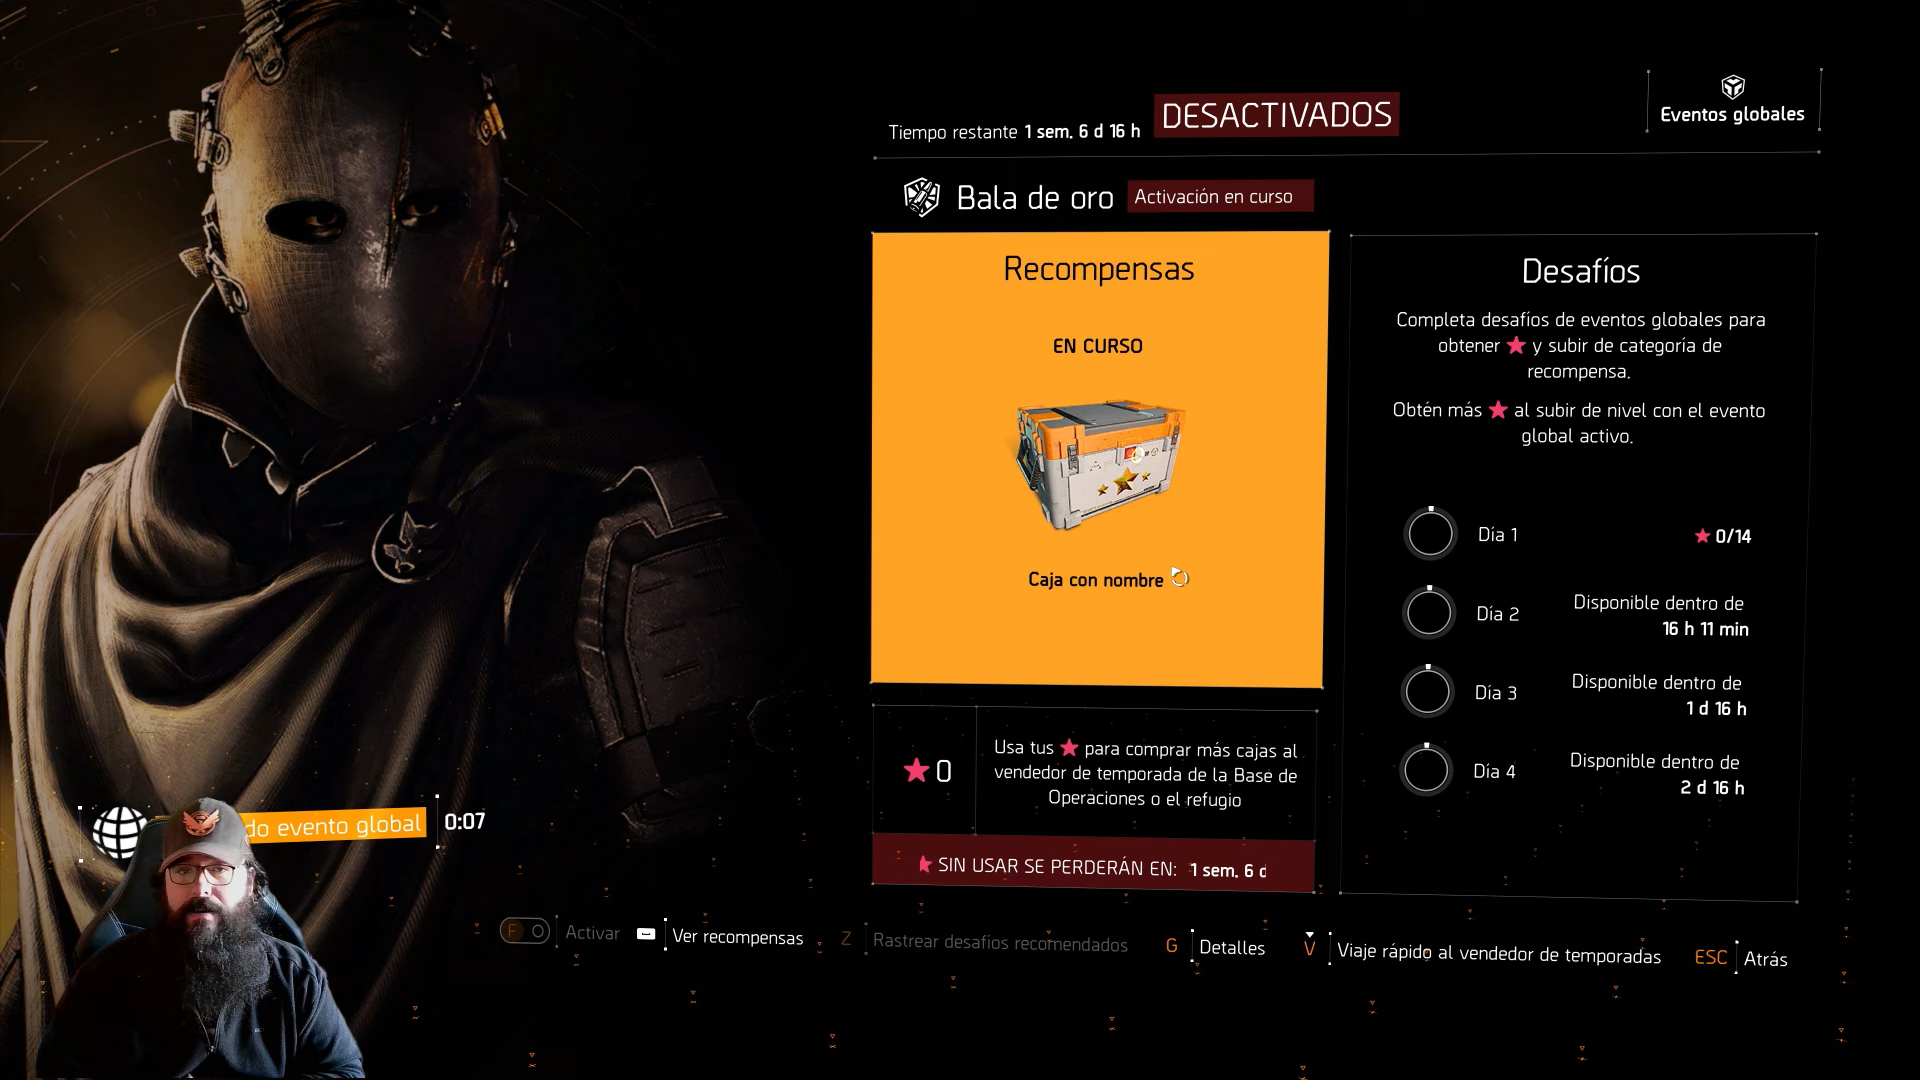 Tiempo restante 1 sem. 6 d 16 h DESACTIVADOS
Eventos globales
Bala de oro Activación en curso
Recompensas
EN CURSO
Caja con nombre
0
Usa tus para comprar más cajas al
vendedor de temporada de la Base de
Operaciones o el refugio
SIN USAR SE PERDERÁN EN: 1 sem. 6 d
Desafíos
Completa desafíos de eventos globales para
obtener y subir de categoría de
recompensa.
Obtén más al subir de nivel con el evento
global activo.
Día 1 0/14
Día 2 Disponible dentro de
16 h 11 min
Día 3 Disponible dentro de
1 d 16 h
Día 4 Disponible dentro de
2 d 16 h
do evento global 0:07
F Activar Ver recompensas Z Rastrear desafíos recomendados G Detalles V Viaje rápido al vendedor de temporadas ESC Atrás